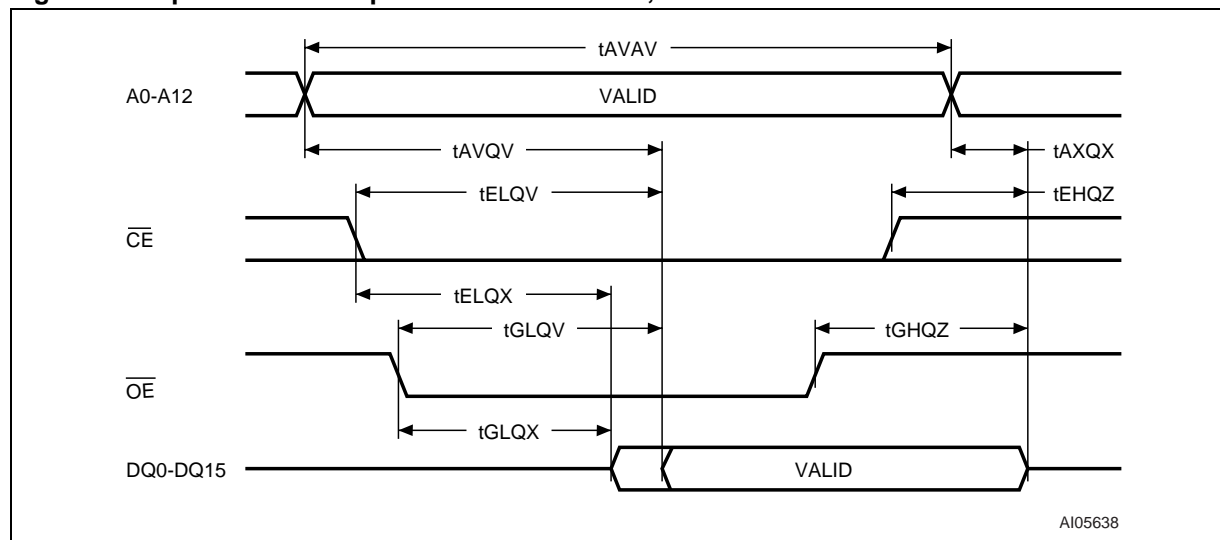 tAVAV
A0-A12
VALID
tAVQV
tAXQX
tELQV
tEHQZ
CE
tELQX
tGLQV
tGHQZ
OE
tGLQX
DQ0-DQ15
VALID
AI05638